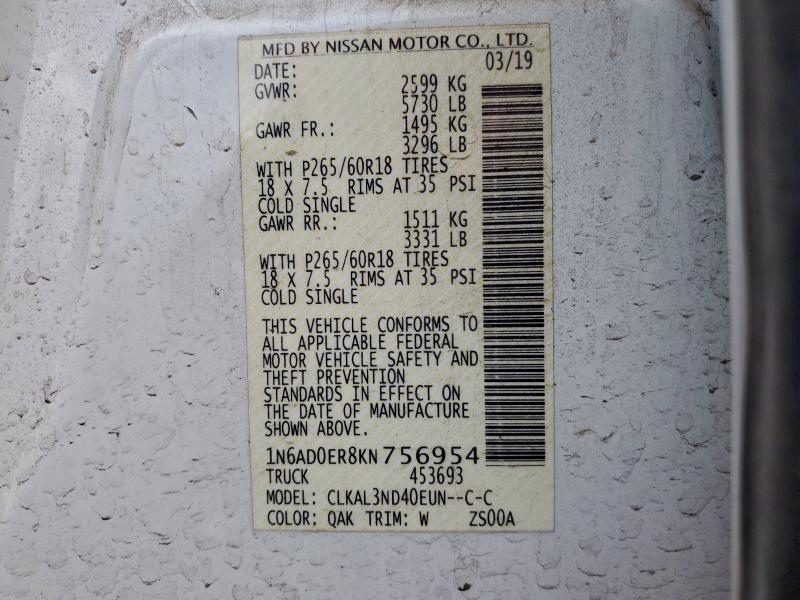 MFD BY NISSAN MOTOR CO., LTD.
DATE: 03/19
GVWR: 2599 KG
5730 LB
GAWR FR.: 1495 KG
3296 LB
WITH P265/60R18 TIRES
18 X 7.5 RIMS AT 35 PSI
COLD SINGLE
GAWR RR.: 1511 KG
3331 LB
WITH P265/60R18 TIRES
18 X 7.5 RIMS AT 35 PSI
COLD SINGLE
THIS VEHICLE CONFORMS TO
ALL APPLICABLE FEDERAL
MOTOR VEHICLE SAFETY AND
THEFT PREVENTION
STANDARDS IN EFFECT ON
THE DATE OF MANUFACTURE
SHOWN ABOVE.
1N6AD0ER8KN 756954
TRUCK 453693
MODEL: CLKAL3ND40EUN--C-C
COLOR: QAK TRIM: W ZS00A